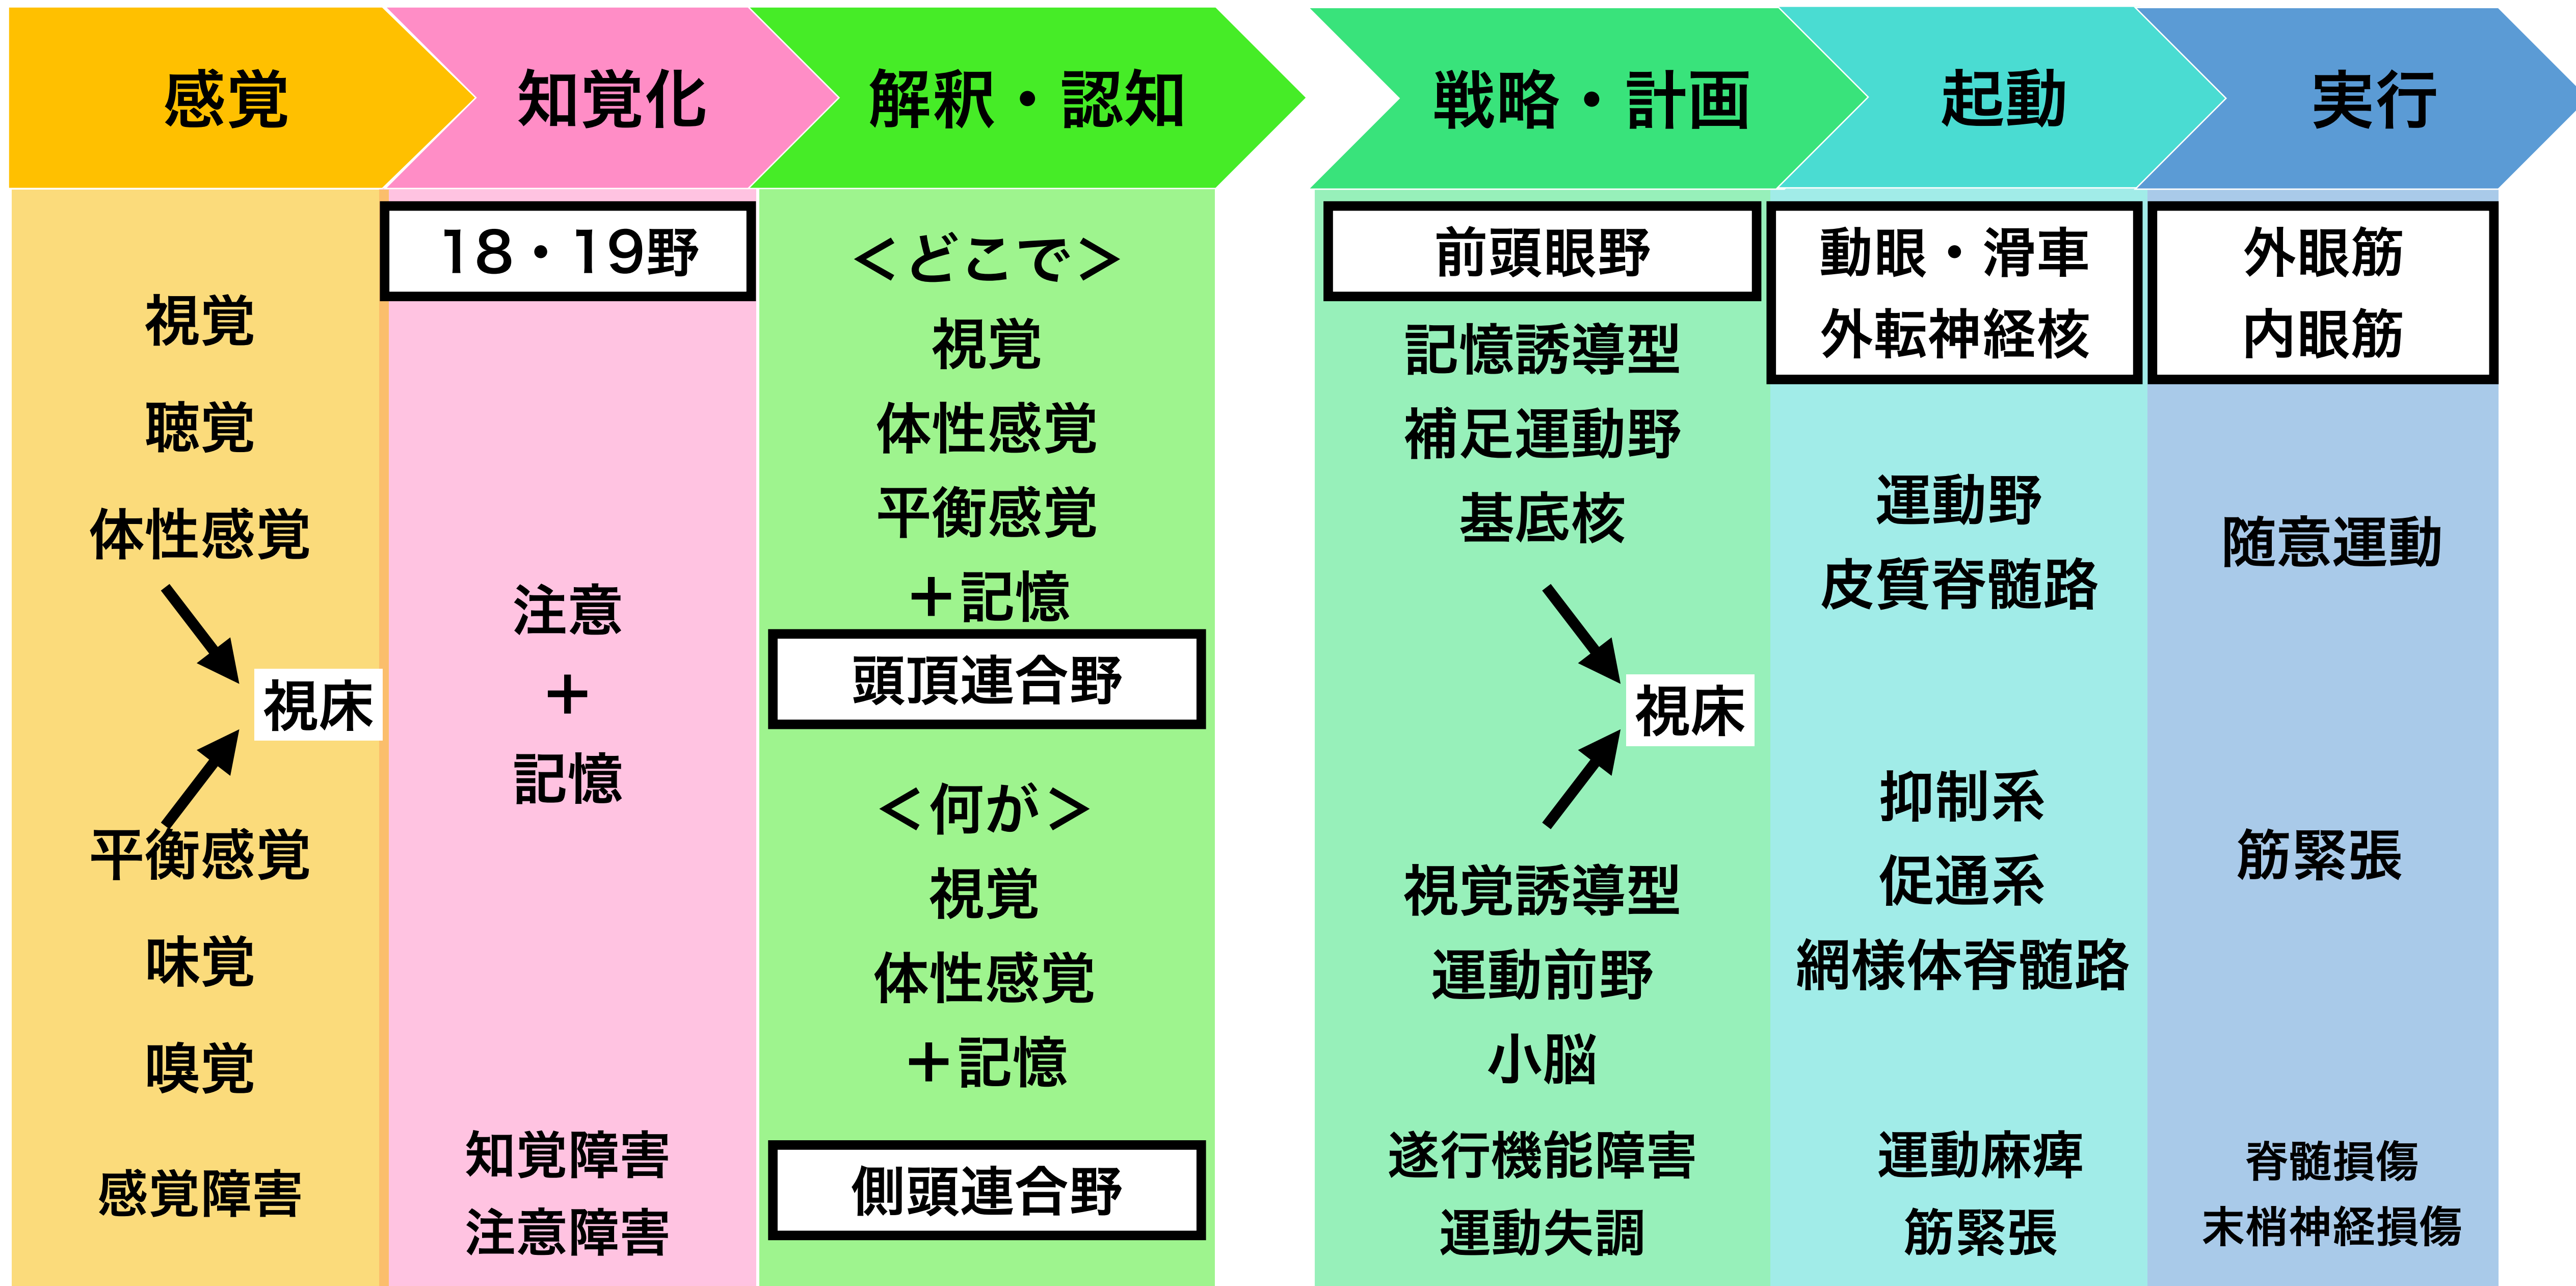 感覚
知覚化
解釈・認知
戦略・計画
起動
実行
視覚
聴覚
体性感覚
視床
平衡感覚
味覚
嗅覚
感覚障害
18・19野
注意
+
記憶
知覚障害
注意障害
＜どこで＞
視覚
体性感覚
平衡感覚
+記憶
頭頂連合野
＜何が＞
視覚
体性感覚
+記憶
側頭連合野
前頭眼野
記憶誘導型
補足運動野
基底核
視床
視覚誘導型
運動前野
小脳
遂行機能障害
運動失調
動眼・滑車
外転神経核
運動野
皮質脊髄路
抑制系
促通系
網様体脊髄路
運動麻痺
筋緊張
外眼筋
内眼筋
随意運動
筋緊張
脊髄損傷
末梢神経損傷